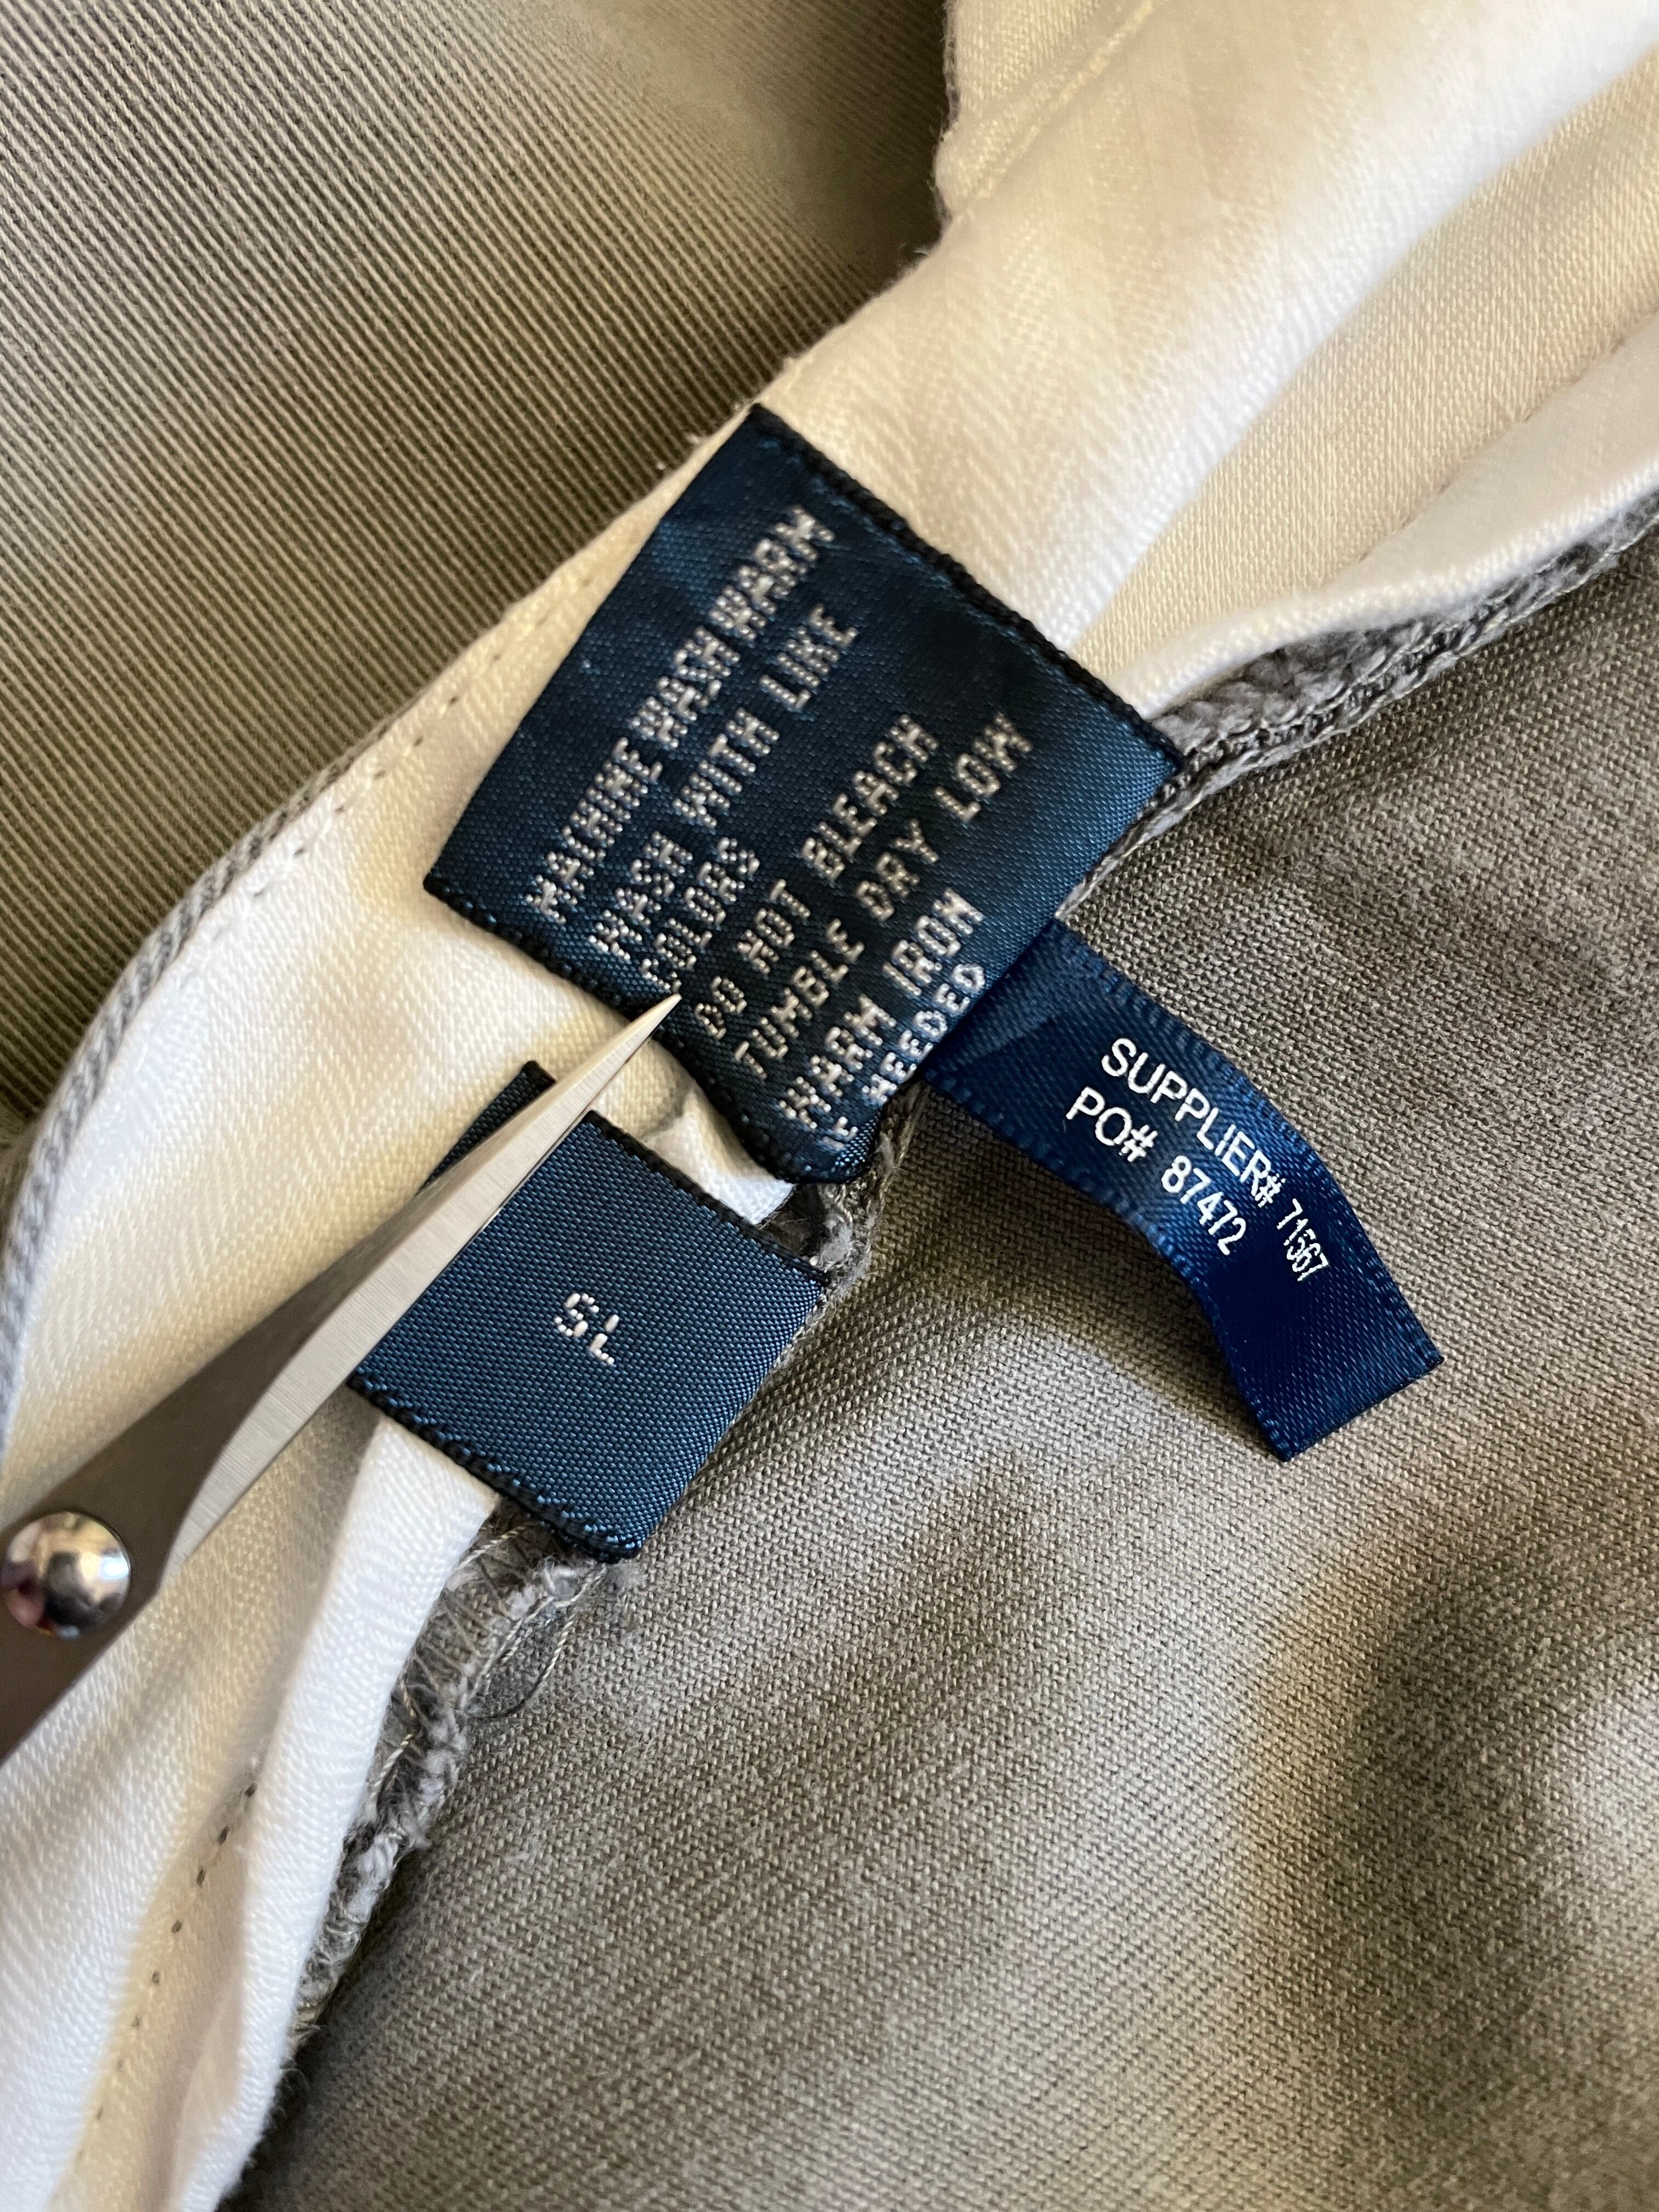 MACHINE WASH WARM
WASH WITH LIKE
COLORS
DO NOT BLEACH
TUMBLE DRY LOW
WARM IRON
IF NEEDED
SUPPLIER# 71567
PO# 87472
SL